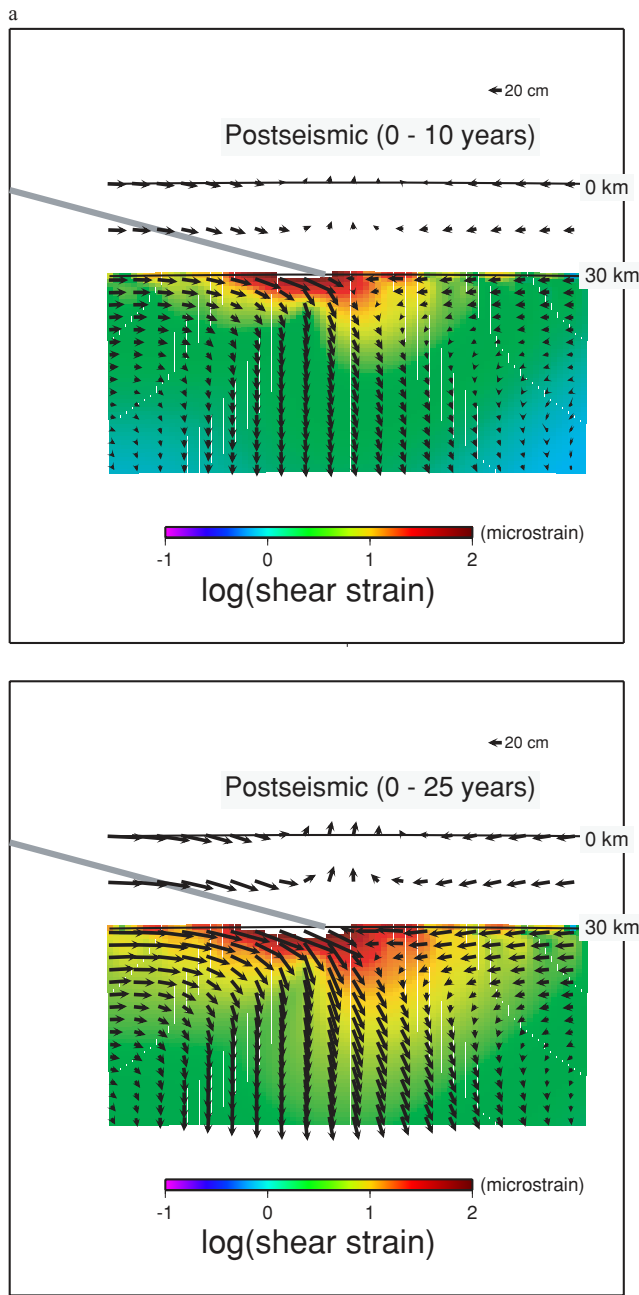 a
20 cm
Postseismic (0 - 10 years)
0 km
30 km
(microstrain)
-1 0 1 2
log(shear strain)
20 cm
Postseismic (0 - 25 years)
0 km
30 km
(microstrain)
-1 0 1 2
log(shear strain)